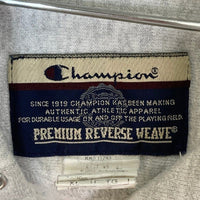 Champion
SINCE 1919 CHAMPION HAS BEEN MAKING
AUTHENTIC ATHLETIC APPAREL
FOR DURABLE USAGE ON AND OFF THE PLAYING FIELD.
PREMIUM REVERSE WEAVE®